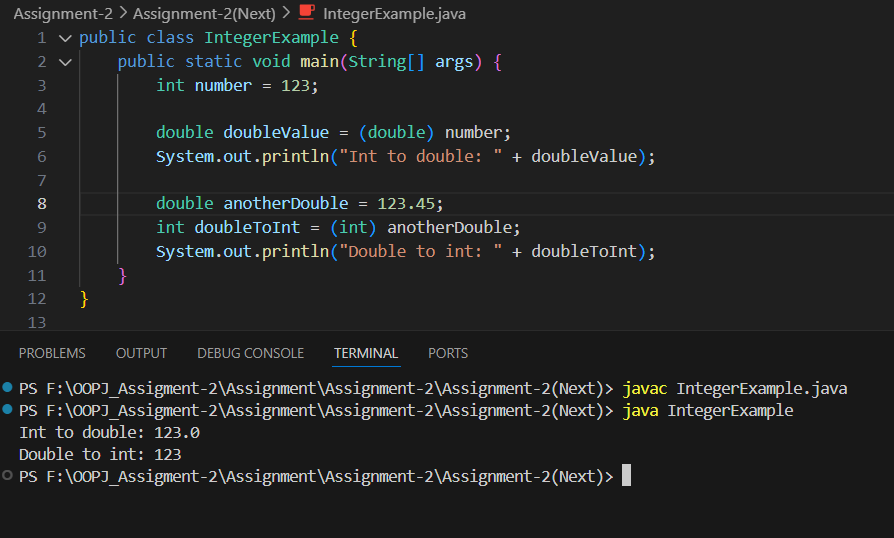 Assignment-2 > Assignment-2(Next) > IntegerExample.java
1 public class IntegerExample {
2     public static void main(String[] args) {
3         int number = 123;
4
5         double doubleValue = (double) number;
6         System.out.println("Int to double: " + doubleValue);
7
8         double anotherDouble = 123.45;
9         int doubleToInt = (int) anotherDouble;
10         System.out.println("Double to int: " + doubleToInt);
11     }
12 }
13
PROBLEMS OUTPUT DEBUG CONSOLE TERMINAL PORTS
PS F:\OOPJ_Assigment-2\Assignment\Assignment-2\Assignment-2(Next)> javac IntegerExample.java
PS F:\OOPJ_Assigment-2\Assignment\Assignment-2\Assignment-2(Next)> java IntegerExample
Int to double: 123.0
Double to int: 123
PS F:\OOPJ_Assigment-2\Assignment\Assignment-2\Assignment-2(Next)>